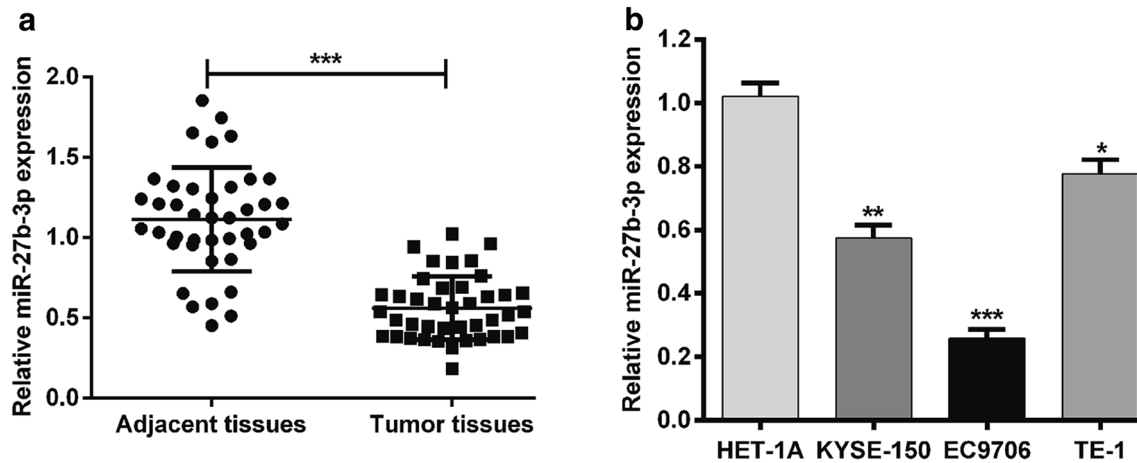 a
Relative miR-27b-3p expression
2.0
1.5
1.0
0.5
0.0
***
Adjacent tissues
Tumor tissues
b
Relative miR-27b-3p expression
1.2
1.0
0.8
0.6
0.4
0.2
0.0
**
***
*
HET-1A
KYSE-150
EC9706
TE-1